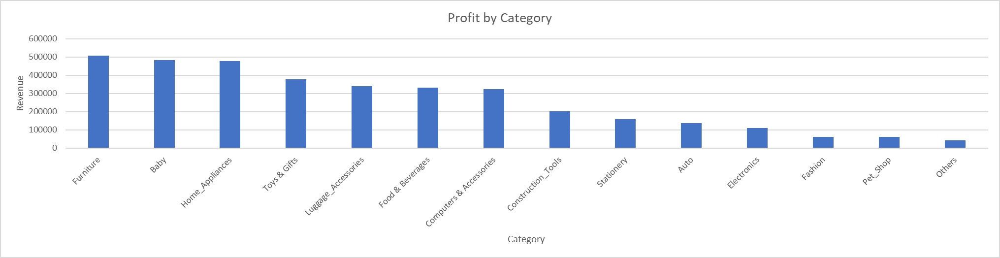 Profit by Category
600000
500000
400000
300000
200000
100000
0
Revenue
Furniture
Baby
Home_Appliances
Toys & Gifts
Luggage_Accessories
Food & Beverages
Computers & Accessories
Construction_Tools
Stationery
Auto
Electronics
Fashion
Pet_Shop
Others
Category